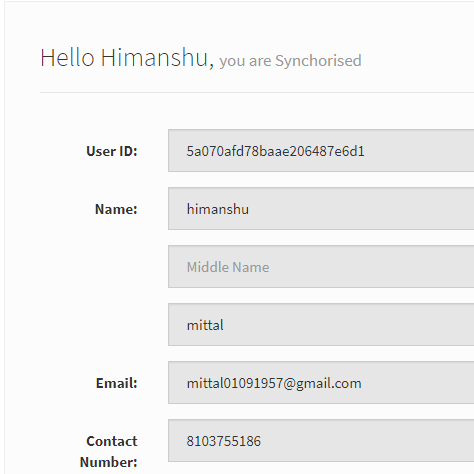 Hello Himanshu, you are Synchorised
User ID: 5a070afd78baae206487e6d1
Name: himanshu
Middle Name
mittal
Email: mittal01091957@gmail.com
Contact Number: 8103755186